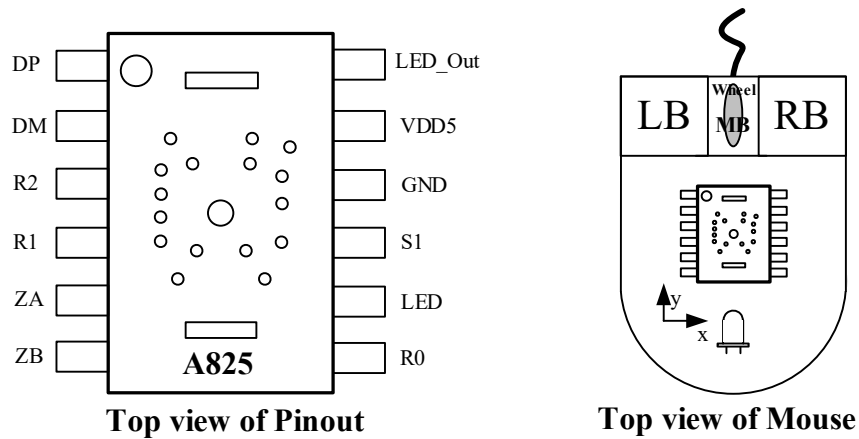 DP
DM
R2
R1
ZA
ZB
LED_Out
VDD5
GND
S1
LED
R0
A825
Top view of Pinout
Wheel
LB
MB
RB
y
x
Top view of Mouse